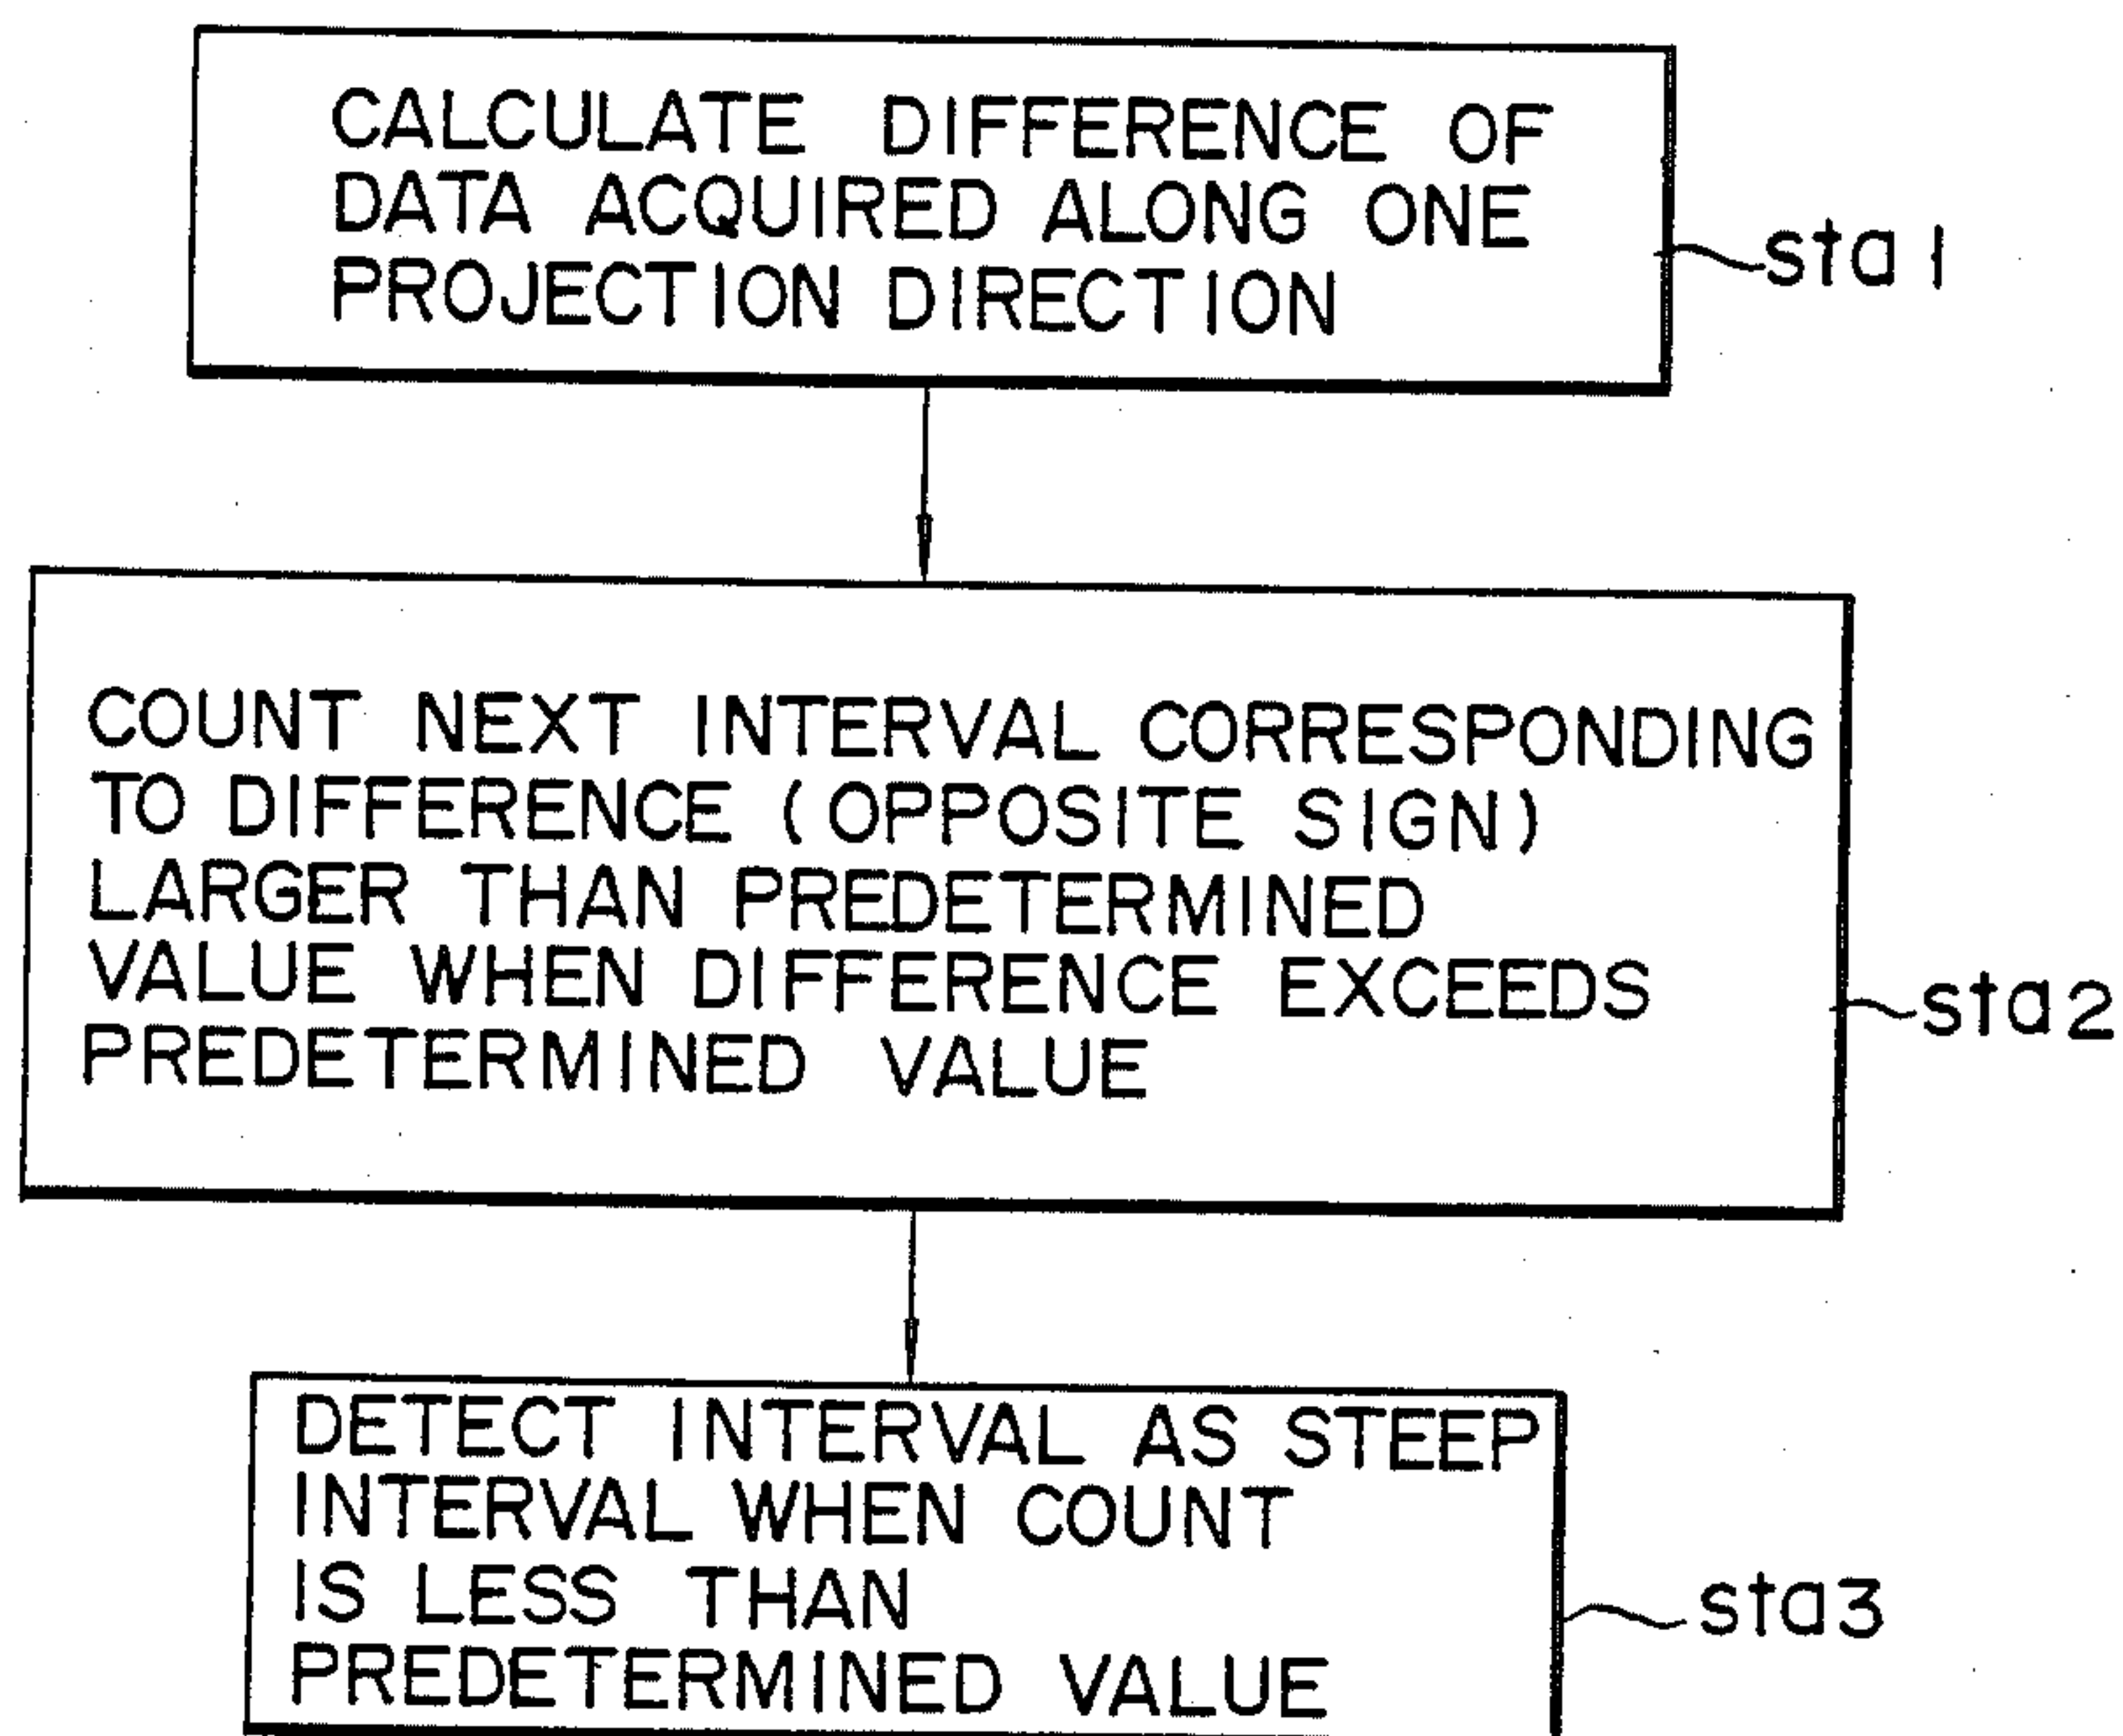 CALCULATE DIFFERENCE OF
DATA ACQUIRED ALONG ONE
PROJECTION DIRECTION
sta 1
COUNT NEXT INTERVAL CORRESPONDING
TO DIFFERENCE (OPPOSITE SIGN)
LARGER THAN PREDETERMINED
VALUE WHEN DIFFERENCE EXCEEDS
PREDETERMINED VALUE
sta2
DETECT INTERVAL AS STEEP
INTERVAL WHEN COUNT
IS LESS THAN
PREDETERMINED VALUE
sta3